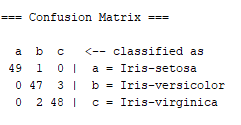 === Confusion Matrix ===
a b c <-- classified as
49 1 0 | a = Iris-setosa
0 47 3 | b = Iris-versicolor
0 2 48 | c = Iris-virginica